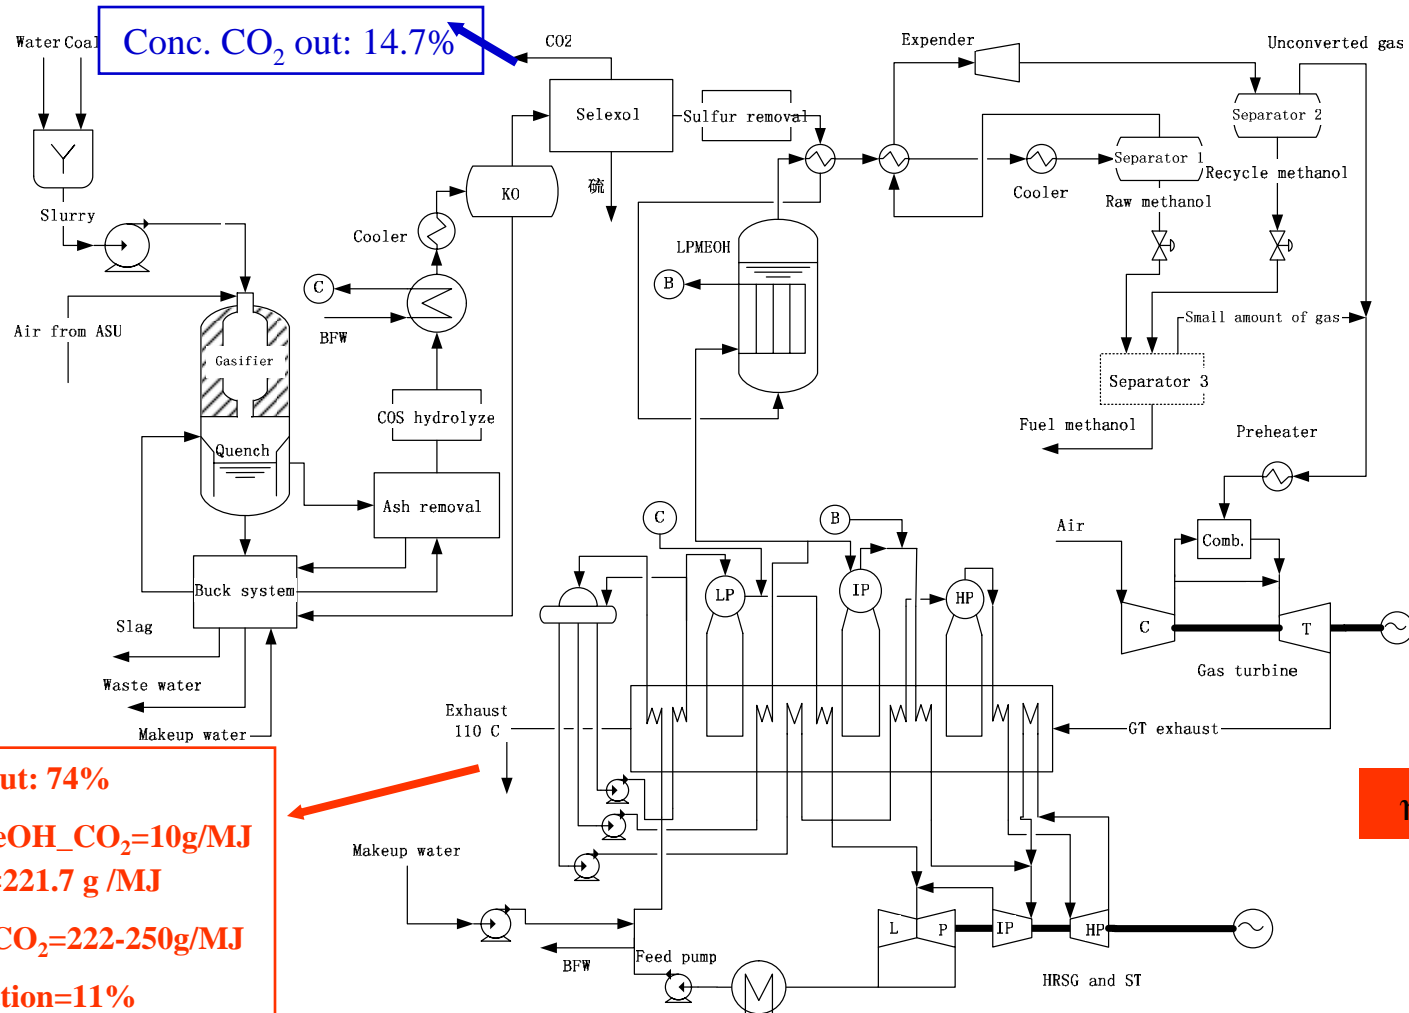 Conc. CO₂ out: 14.7%
Water Coal
CO2
Expender
Unconverted gas
Selexol
Sulfur removal
Separator 2
Separator 1
Recycle methanol
Slurry
KO
硫
Cooler
Raw methanol
Cooler
LPMEOH
C
B
Air from ASU
BFW
Small amount of gas
Gasifier
Separator 3
COS hydrolyze
Fuel methanol
Preheater
Quench
Ash removal
C
B
Air
Comb.
Buck system
LP
IP
HP
Slag
C
T
Waste water
Gas turbine
Exhaust
110 C
GT exhaust
Makeup water
ut: 74%
eOH_CO₂=10g/MJ
=221.7 g /MJ
CO₂=222-250g/MJ
tion=11%
Makeup water
L P
IP
HP
BFW
Feed pump
HRSG and ST